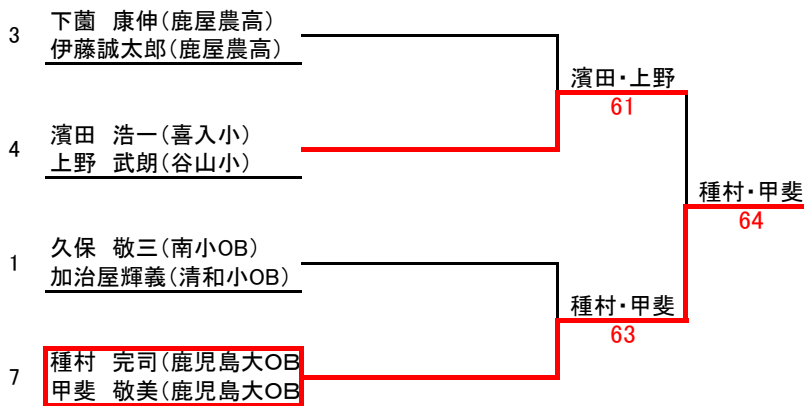 3
下薗 康伸(鹿屋農高)
伊藤誠太郎(鹿屋農高)
濱田・上野
61
4
濱田 浩一(喜入小)
上野 武朗(谷山小)
種村・甲斐
64
1
久保 敬三(南小OB)
加治屋輝義(清和小OB)
種村・甲斐
63
7
種村 完司(鹿児島大OB
甲斐 敬美(鹿児島大OB